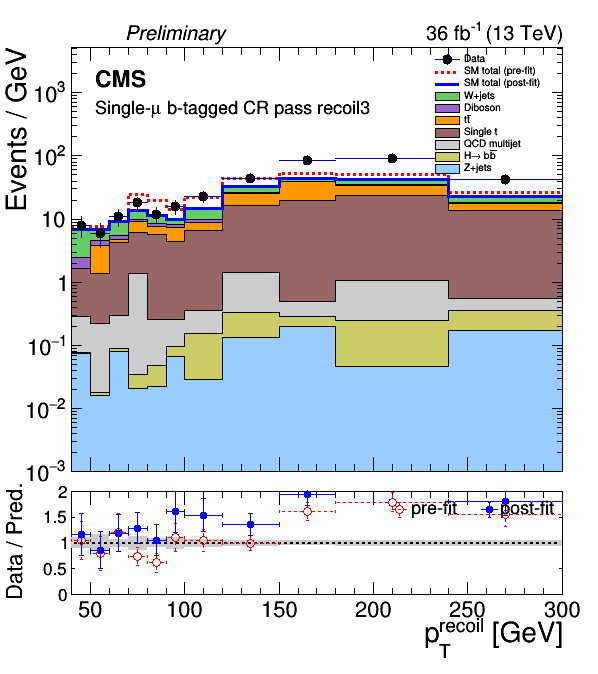 Preliminary
36 fb⁻¹ (13 TeV)
Events / GeV
CMS
Single-μ b-tagged CR pass recoil3
Data
SM total (pre-fit)
SM total (post-fit)
W+jets
Diboson
tt̅
Single t
QCD multijet
H→ bb̅
Z+jets
10³
10²
10
1
10⁻¹
10⁻²
10⁻³
Data / Pred.
2
1.5
1
0.5
0
pre-fit
post-fit
50 100 150 200 250 300
p_T^recoil [GeV]